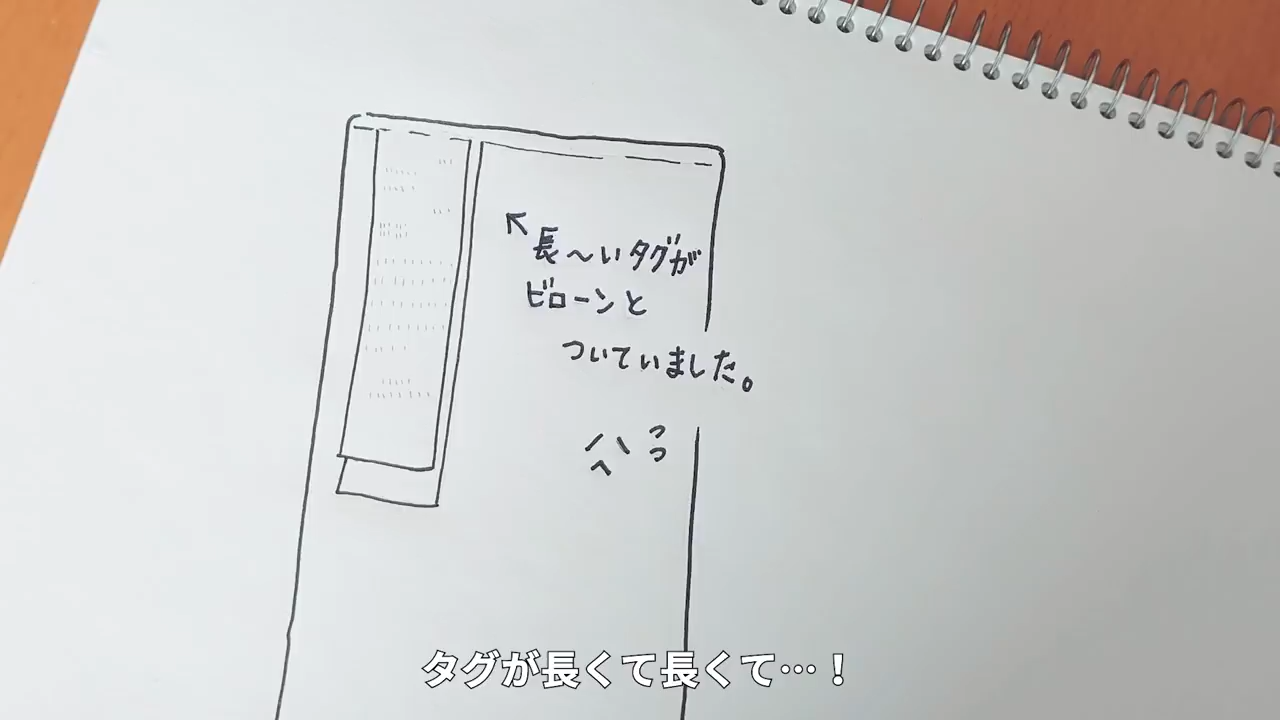 長〜いタグが
ビローンと
ついていました。
タグが長くて長くて…！